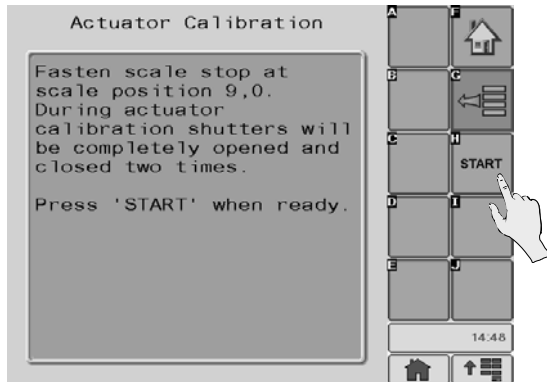 Actuator Calibration
Fasten scale stop at
scale position 9,0.
During actuator
calibration shutters will
be completely opened and
closed two times.
Press 'START' when ready.
A
F
B
G
C
H
START
D
I
E
J
14:48